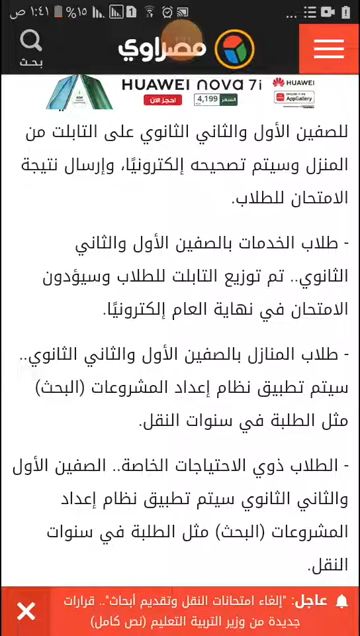 ١:٤١ ص
%١٥
مصراوي
بحث
HUAWEI nova 7i
HUAWEI
AppGallery
السعر 4,199
احجز الآن
للصفين الأول والثاني الثانوي على التابلت من
المنزل وسيتم تصحيحه إلكترونيًا، وإرسال نتيجة
الامتحان للطلاب.
- طلاب الخدمات بالصفين الأول والثاني
الثانوي.. تم توزيع التابلت للطلاب وسيؤدون
الامتحان في نهاية العام إلكترونيًا.
- طلاب المنازل بالصفين الأول والثاني الثانوي..
سيتم تطبيق نظام إعداد المشروعات (البحث)
مثل الطلبة في سنوات النقل.
- الطلاب ذوي الاحتياجات الخاصة.. الصفين الأول
والثاني الثانوي سيتم تطبيق نظام إعداد
المشروعات (البحث) مثل الطلبة في سنوات
النقل.
عاجل: "إلغاء امتحانات النقل وتقديم أبحاث".. قرارات
جديدة من وزير التربية التعليم (نص كامل)